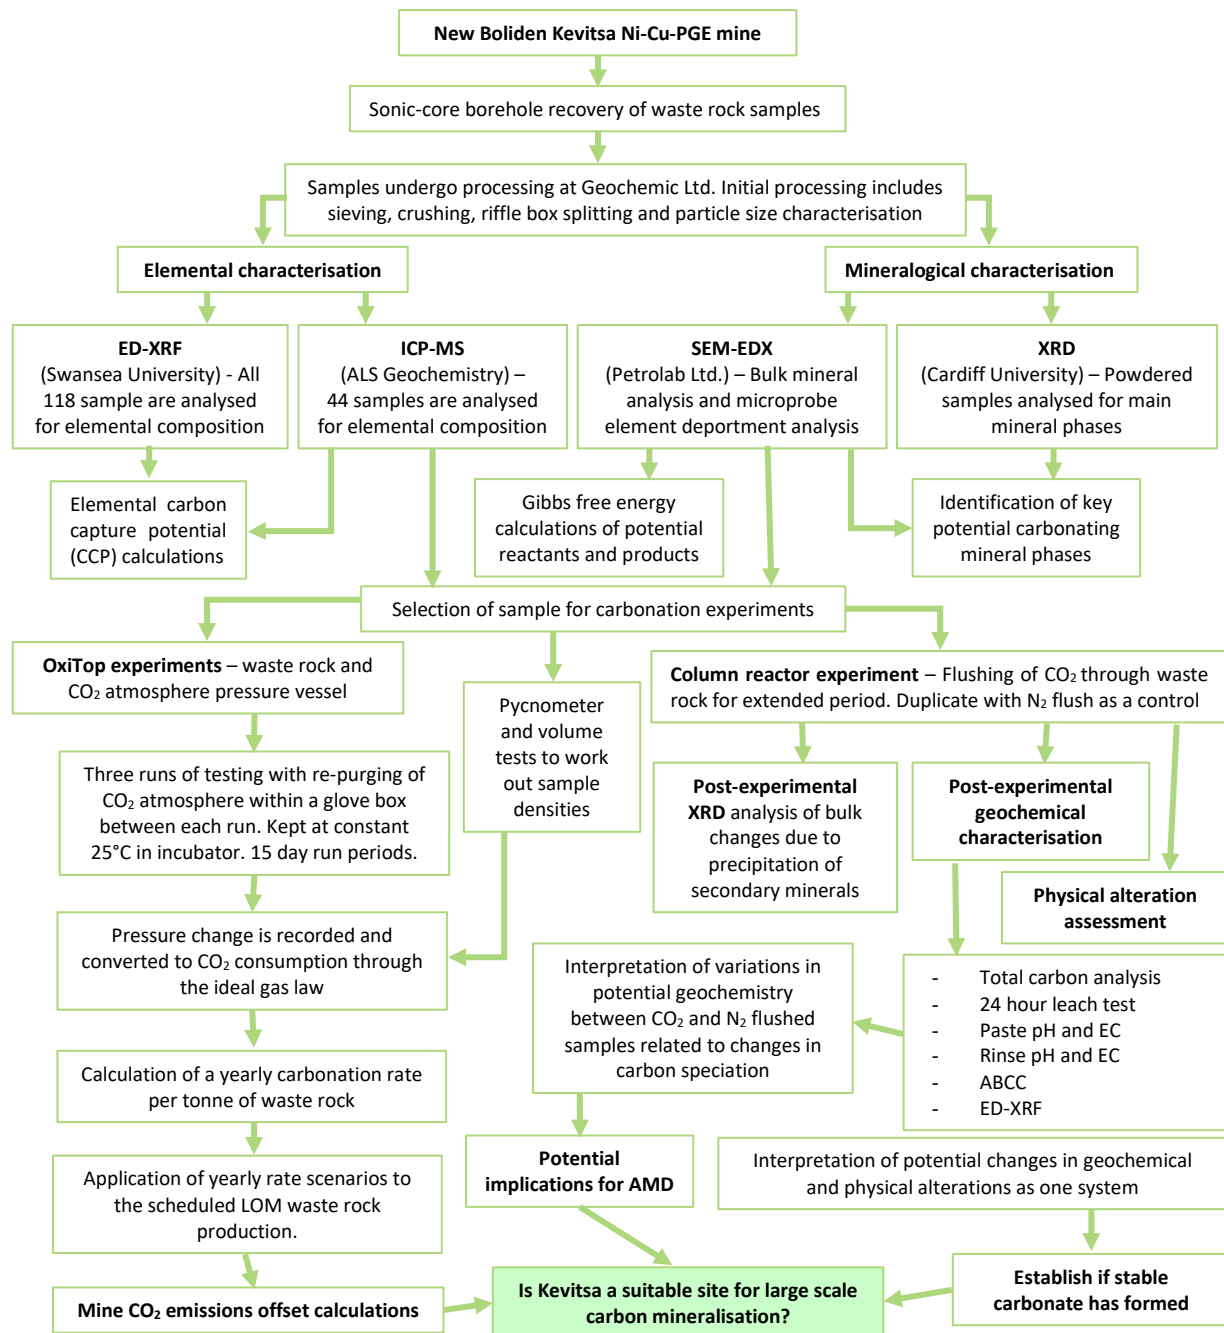 New Boliden Kevitsa Ni-Cu-PGE mine
Sonic-core borehole recovery of waste rock samples
Samples undergo processing at Geochemic Ltd. Initial processing includes
sieving, crushing, riffle box splitting and particle size characterisation
Elemental characterisation
Mineralogical characterisation
ED-XRF
(Swansea University) - All
118 sample are analysed
for elemental composition
ICP-MS
(ALS Geochemistry) –
44 samples are analysed
for elemental composition
SEM-EDX
(Petrolab Ltd.) – Bulk mineral
analysis and microprobe
element deportment analysis
XRD
(Cardiff University) – Powdered
samples analysed for main
mineral phases
Elemental carbon
capture potential
(CCP) calculations
Gibbs free energy
calculations of potential
reactants and products
Identification of key
potential carbonating
mineral phases
Selection of sample for carbonation experiments
OxiTop experiments – waste rock and
CO₂ atmosphere pressure vessel
Pycnometer
and volume
tests to work
out sample
densities
Column reactor experiment – Flushing of CO₂ through waste
rock for extended period. Duplicate with N₂ flush as a control
Three runs of testing with re-purging of
CO₂ atmosphere within a glove box
between each run. Kept at constant
25°C in incubator. 15 day run periods.
Post-experimental
XRD analysis of bulk
changes due to
precipitation of
secondary minerals
Post-experimental
geochemical
characterisation
Physical alteration
assessment
Pressure change is recorded and
converted to CO₂ consumption through
the ideal gas law
Interpretation of variations in
potential geochemistry
between CO₂ and N₂ flushed
samples related to changes in
carbon speciation
- Total carbon analysis
- 24 hour leach test
- Paste pH and EC
- Rinse pH and EC
- ABCC
- ED-XRF
Calculation of a yearly carbonation rate
per tonne of waste rock
Potential
implications for AMD
Interpretation of potential changes in geochemical
and physical alterations as one system
Application of yearly rate scenarios to
the scheduled LOM waste rock
production.
Mine CO₂ emissions offset calculations
Is Kevitsa a suitable site for large scale
carbon mineralisation?
Establish if stable
carbonate has formed